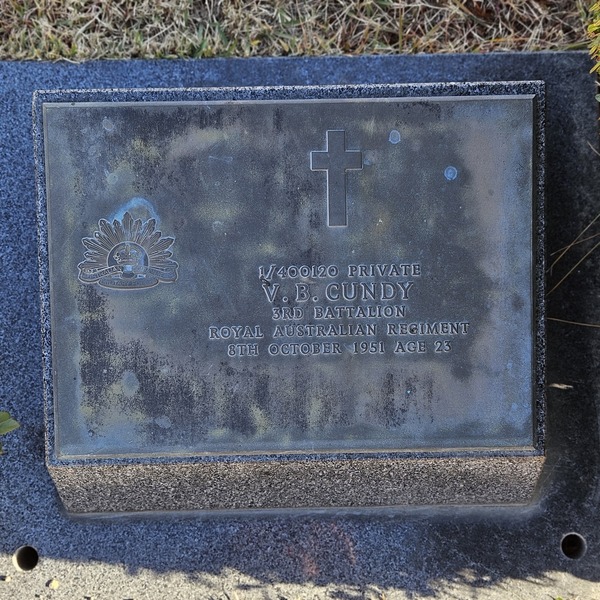 1/400120 PRIVATE
V. B. CUNDY
3RD BATTALION
ROYAL AUSTRALIAN REGIMENT
8TH OCTOBER 1951 AGE 23